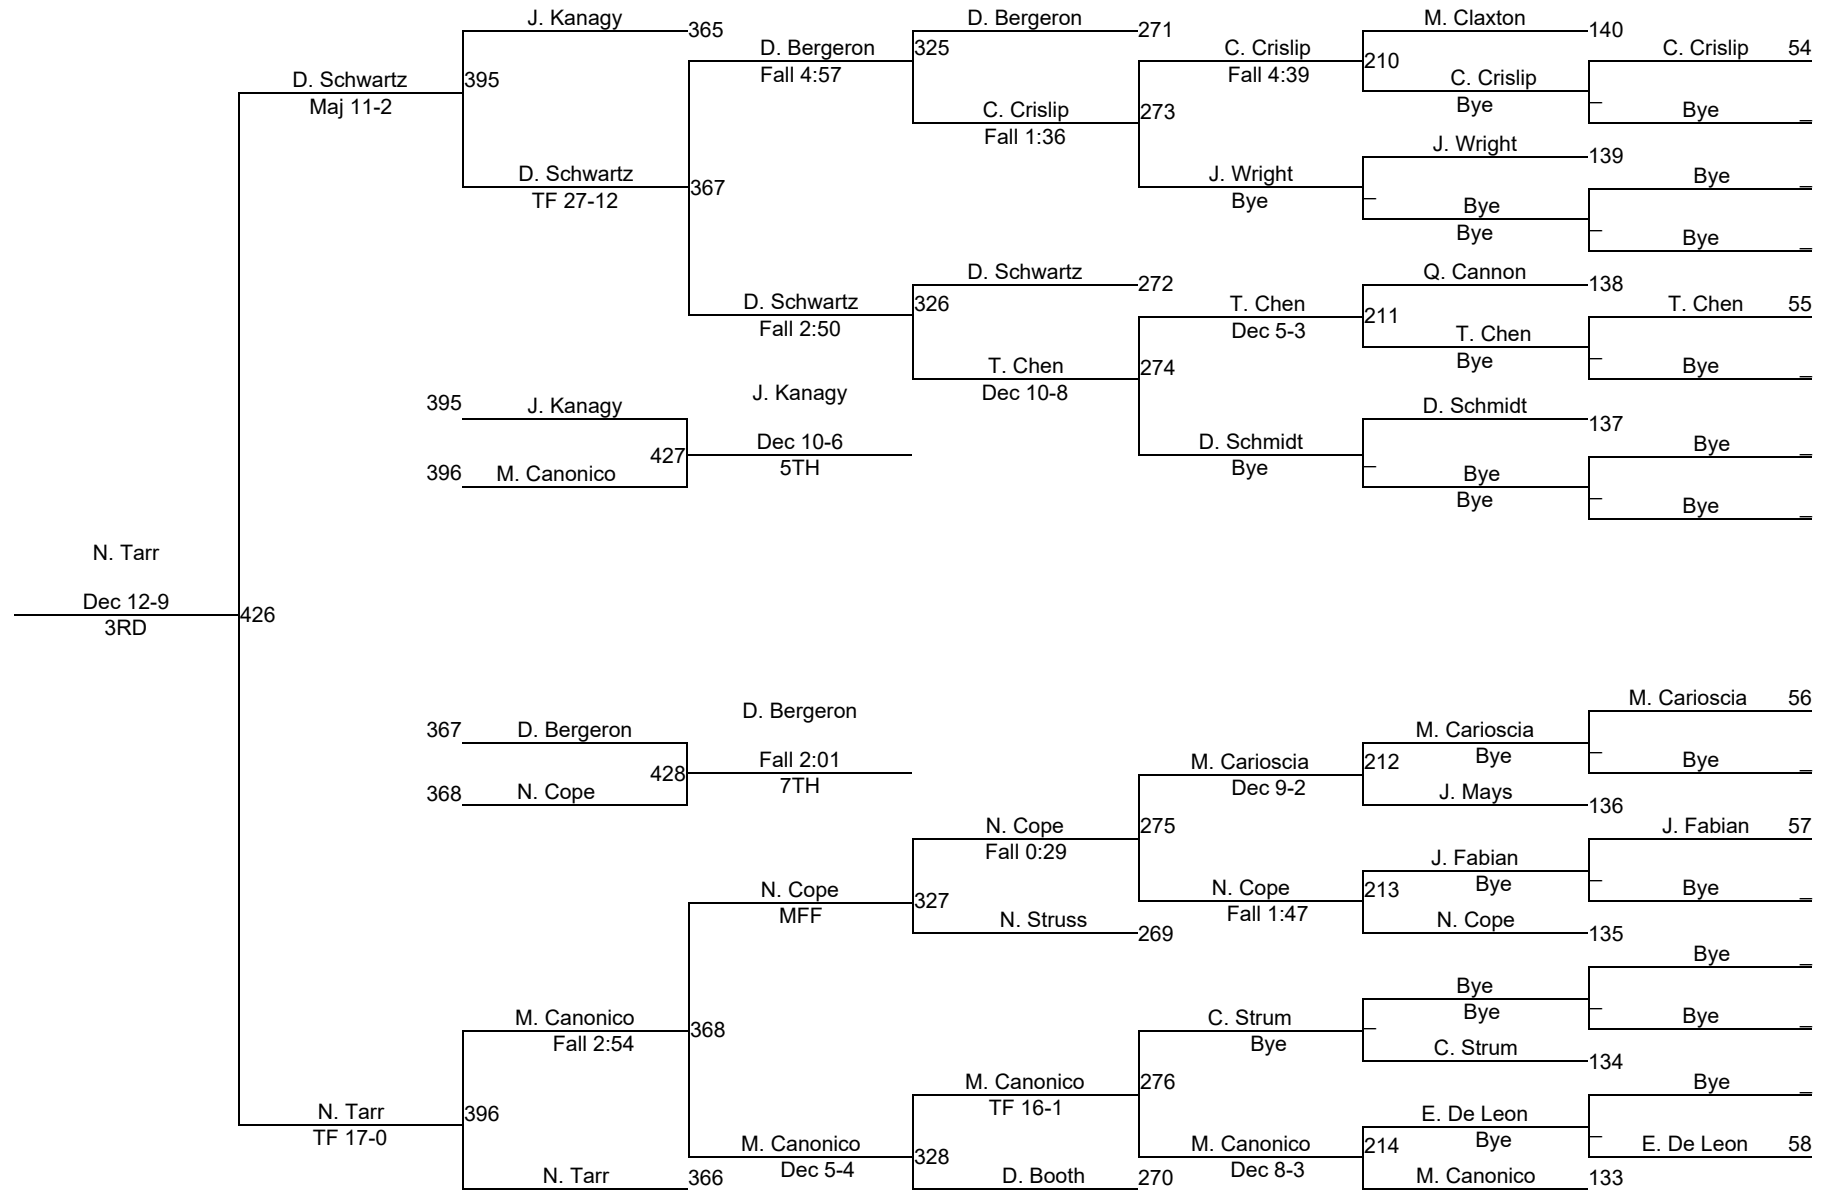 J. Kanagy 365
D. Bergeron 271
M. Claxton 140
D. Bergeron 325
Fall 4:57
C. Crislip
Fall 4:39
210
C. Crislip 54
D. Schwartz 395
Maj 11-2
C. Crislip
Bye
_
C. Crislip 273
Fall 1:36
Bye _
J. Wright 139
D. Schwartz 367
TF 27-12
J. Wright
Bye
_
Bye _
Bye
Bye
_
Bye _
D. Schwartz 272
Q. Cannon 138
D. Schwartz 326
Fall 2:50
T. Chen 211
Dec 5-3
T. Chen 55
T. Chen
Bye
_
T. Chen 274
Dec 10-8
Bye _
395 J. Kanagy
J. Kanagy
D. Schmidt 137
427
Dec 10-6
5TH
D. Schmidt
Bye
_
Bye _
396 M. Canonico
Bye
Bye
_
Bye _
N. Tarr
Dec 12-9
3RD
426
M. Carioscia 56
D. Bergeron
367 D. Bergeron
M. Carioscia
Bye
_
428
Fall 2:01
7TH
M. Carioscia 212
Dec 9-2
Bye _
368 N. Cope
J. Mays 136
N. Cope 275
Fall 0:29
J. Fabian 57
J. Fabian
Bye
_
N. Cope 327
MFF
N. Cope 213
Fall 1:47
Bye _
N. Struss 269
N. Cope 135
Bye _
Bye
Bye
_
M. Canonico 368
Fall 2:54
C. Strum
Bye
_
Bye _
C. Strum 134
M. Canonico 276
TF 16-1
Bye _
N. Tarr 396
TF 17-0
E. De Leon
Bye
_
M. Canonico 328
Dec 5-4
M. Canonico 214
Dec 8-3
E. De Leon 58
N. Tarr 366
D. Booth 270
M. Canonico 133